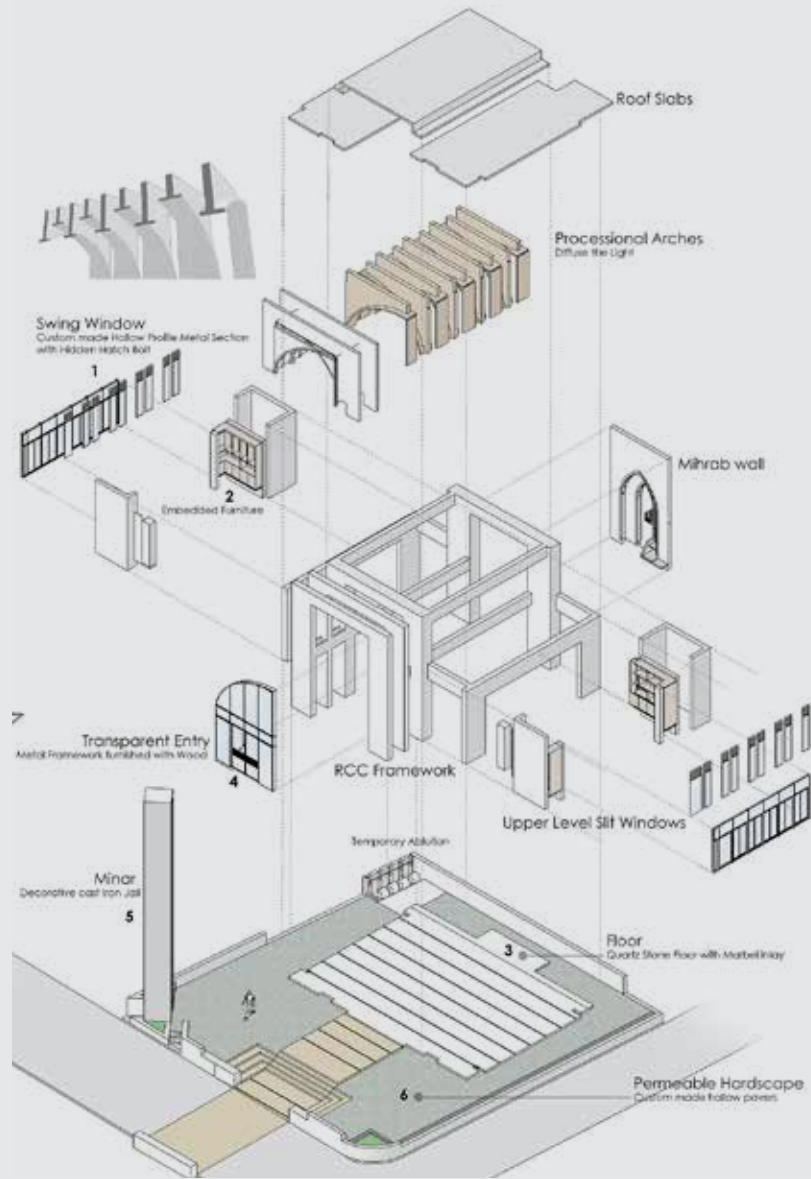 Roof Slabs
Processional Arches
Diffuse the Light
Swing Window
Custom made Hollow Profile Metal Section
with Hidden Hatch Bolt
1
2
Embedded Furniture
Mihrab wall
Transparent Entry
Metal Framework furnished with Wood
4
RCC Framework
Upper Level Slit Windows
Temporary Ablution
Minar
Decorative cast Iron Jali
5
3
Floor
Quartz Stone Floor with Marbel Inlay
6
Permeable Hardscape
Custom made hollow pavers